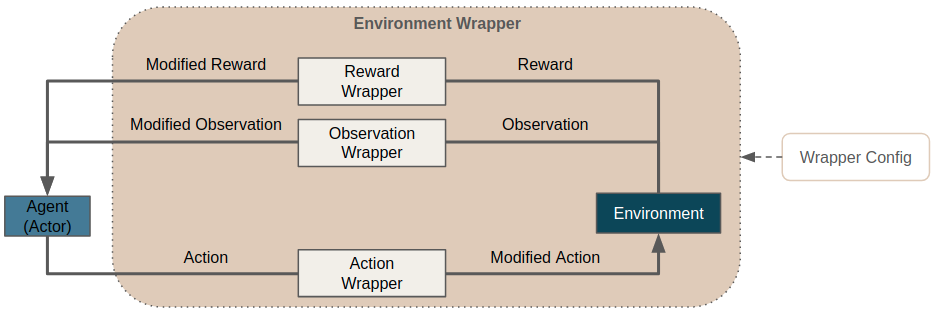 Environment Wrapper
Modified Reward
Reward
Wrapper
Reward
Modified Observation
Observation
Wrapper
Observation
Wrapper Config
Agent
(Actor)
Environment
Action
Action
Wrapper
Modified Action